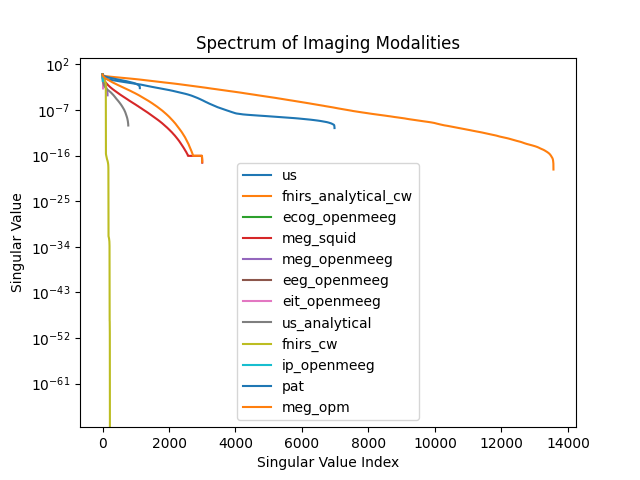 Spectrum of Imaging Modalities
Singular Value
10^2
10^-7
10^-16
10^-25
10^-34
10^-43
10^-52
10^-61
us
fnirs_analytical_cw
ecog_openmeeg
meg_squid
meg_openmeeg
eeg_openmeeg
eit_openmeeg
us_analytical
fnirs_cw
ip_openmeeg
pat
meg_opm
0 2000 4000 6000 8000 10000 12000 14000
Singular Value Index